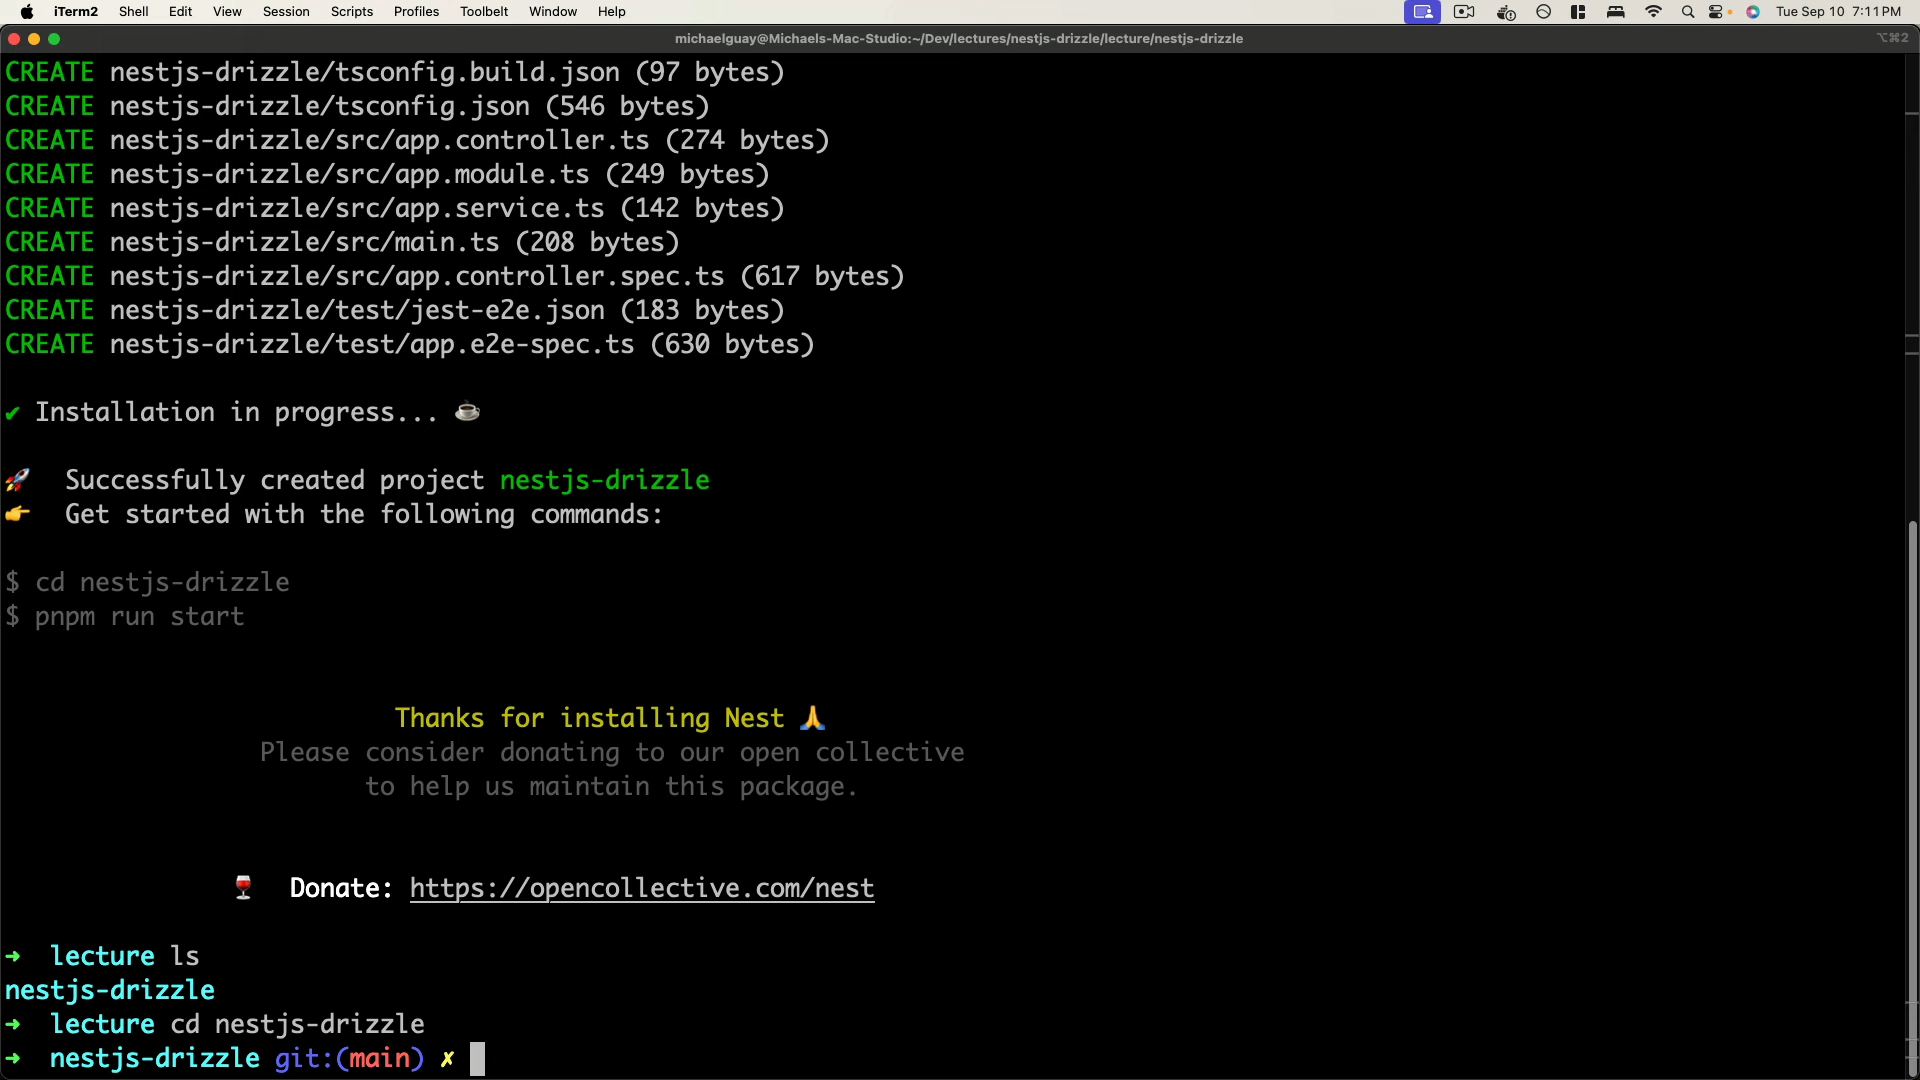 iTerm2 Shell Edit View Session Scripts Profiles Toolbelt Window Help Tue Sep 10 7:11 PM
michaelguay@Michaels-Mac-Studio:~/Dev/lectures/nestjs-drizzle/lecture/nestjs-drizzle ⌥⌘2
CREATE nestjs-drizzle/tsconfig.build.json (97 bytes)
CREATE nestjs-drizzle/tsconfig.json (546 bytes)
CREATE nestjs-drizzle/src/app.controller.ts (274 bytes)
CREATE nestjs-drizzle/src/app.module.ts (249 bytes)
CREATE nestjs-drizzle/src/app.service.ts (142 bytes)
CREATE nestjs-drizzle/src/main.ts (208 bytes)
CREATE nestjs-drizzle/src/app.controller.spec.ts (617 bytes)
CREATE nestjs-drizzle/test/jest-e2e.json (183 bytes)
CREATE nestjs-drizzle/test/app.e2e-spec.ts (630 bytes)
✔ Installation in progress... ☕
🚀 Successfully created project nestjs-drizzle
👉 Get started with the following commands:
$ cd nestjs-drizzle
$ pnpm run start
Thanks for installing Nest 🙏
Please consider donating to our open collective
to help us maintain this package.
🍷 Donate: https://opencollective.com/nest
➜ lecture ls
nestjs-drizzle
➜ lecture cd nestjs-drizzle
➜ nestjs-drizzle git:(main) ✗